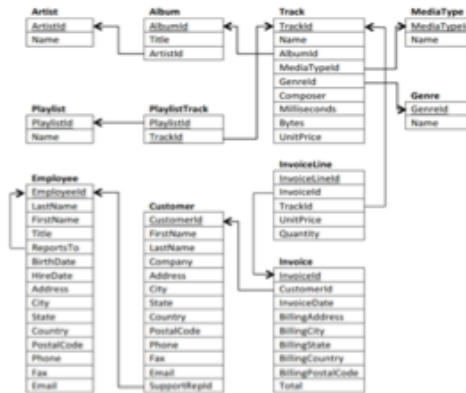 Artist
ArtistId
Name
Album
AlbumId
Title
ArtistId
Track
TrackId
Name
AlbumId
MediaTypeId
GenreId
Composer
Milliseconds
Bytes
UnitPrice
MediaType
MediaTypeId
Name
Genre
GenreId
Name
Playlist
PlaylistId
Name
PlaylistTrack
PlaylistId
TrackId
Employee
EmployeeId
LastName
FirstName
Title
ReportsTo
BirthDate
HireDate
Address
City
State
Country
PostalCode
Phone
Fax
Email
Customer
CustomerId
FirstName
LastName
Company
Address
City
State
Country
PostalCode
Phone
Fax
Email
SupportRepId
InvoiceLine
InvoiceLineId
InvoiceId
TrackId
UnitPrice
Quantity
Invoice
InvoiceId
CustomerId
InvoiceDate
BillingAddress
BillingCity
BillingState
BillingCountry
BillingPostalCode
Total